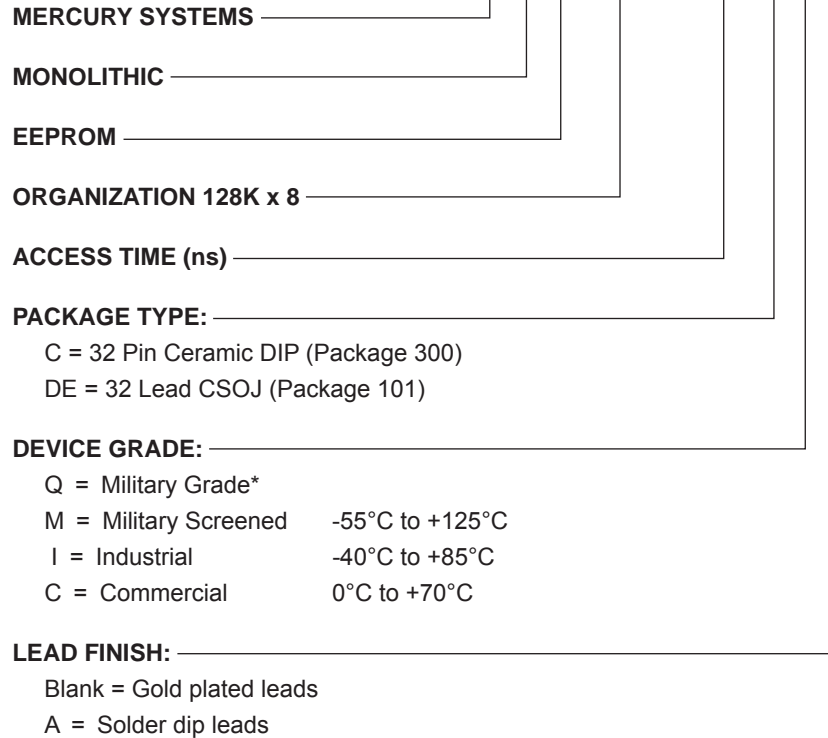 MERCURY SYSTEMS
MONOLITHIC
EEPROM
ORGANIZATION 128K x 8
ACCESS TIME (ns)
PACKAGE TYPE:
C = 32 Pin Ceramic DIP (Package 300)
DE = 32 Lead CSOJ (Package 101)
DEVICE GRADE:
Q = Military Grade*
M = Military Screened -55°C to +125°C
I = Industrial -40°C to +85°C
C = Commercial 0°C to +70°C
LEAD FINISH:
Blank = Gold plated leads
A = Solder dip leads